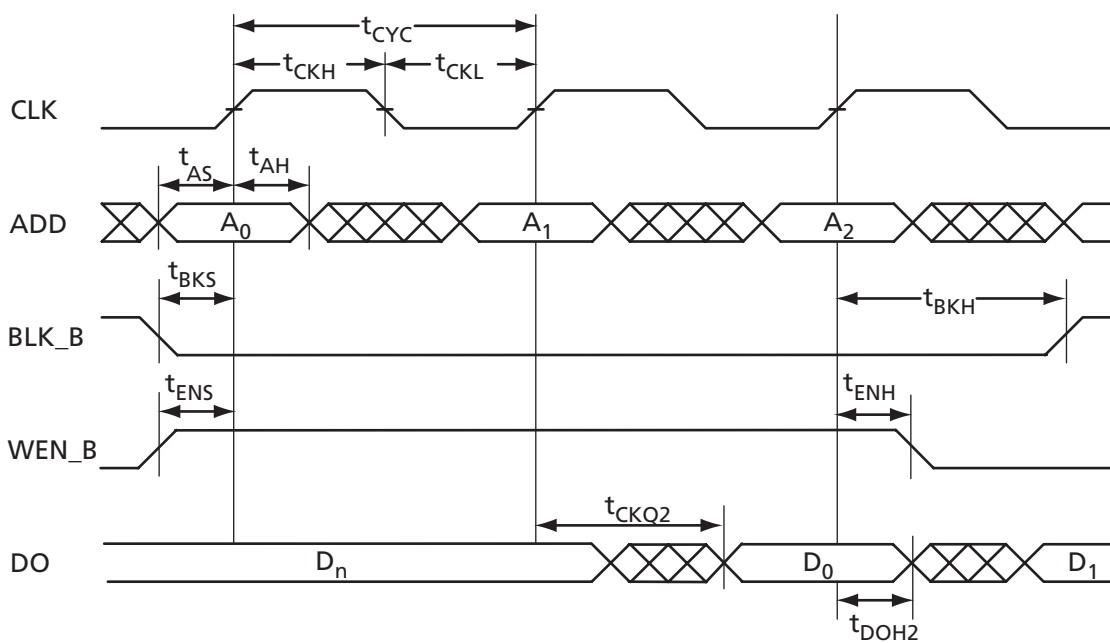 tCYC
tCKH tCKL
CLK
tAS tAH
ADD A0 A1 A2
tBKS tBKH
BLK_B
tENS tENH
WEN_B
tCKQ2
DO Dn D0 D1
tDOH2